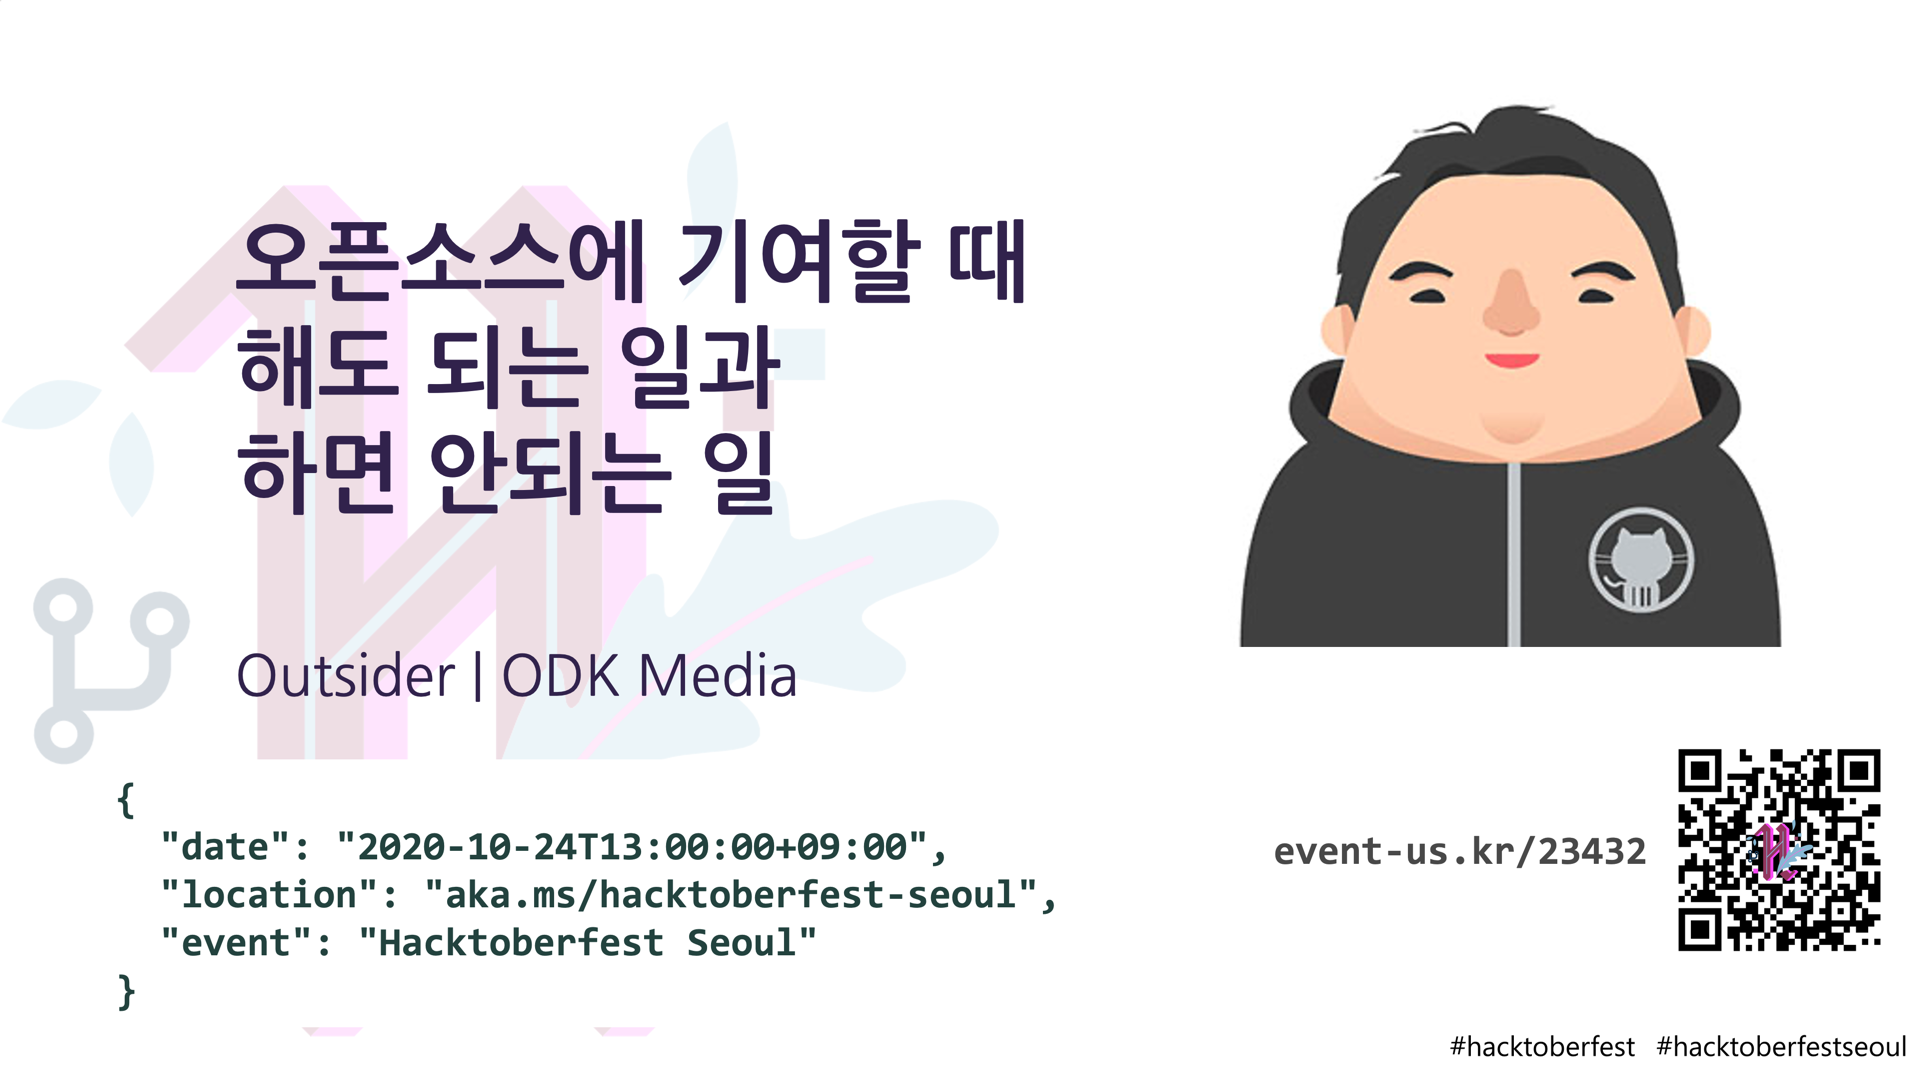 오픈소스에 기여할 때
해도 되는 일과
하면 안되는 일
Outsider | ODK Media
{
"date": "2020-10-24T13:00:00+09:00",
"location": "aka.ms/hacktoberfest-seoul",
"event": "Hacktoberfest Seoul"
}
event-us.kr/23432
#hacktoberfest #hacktoberfestseoul